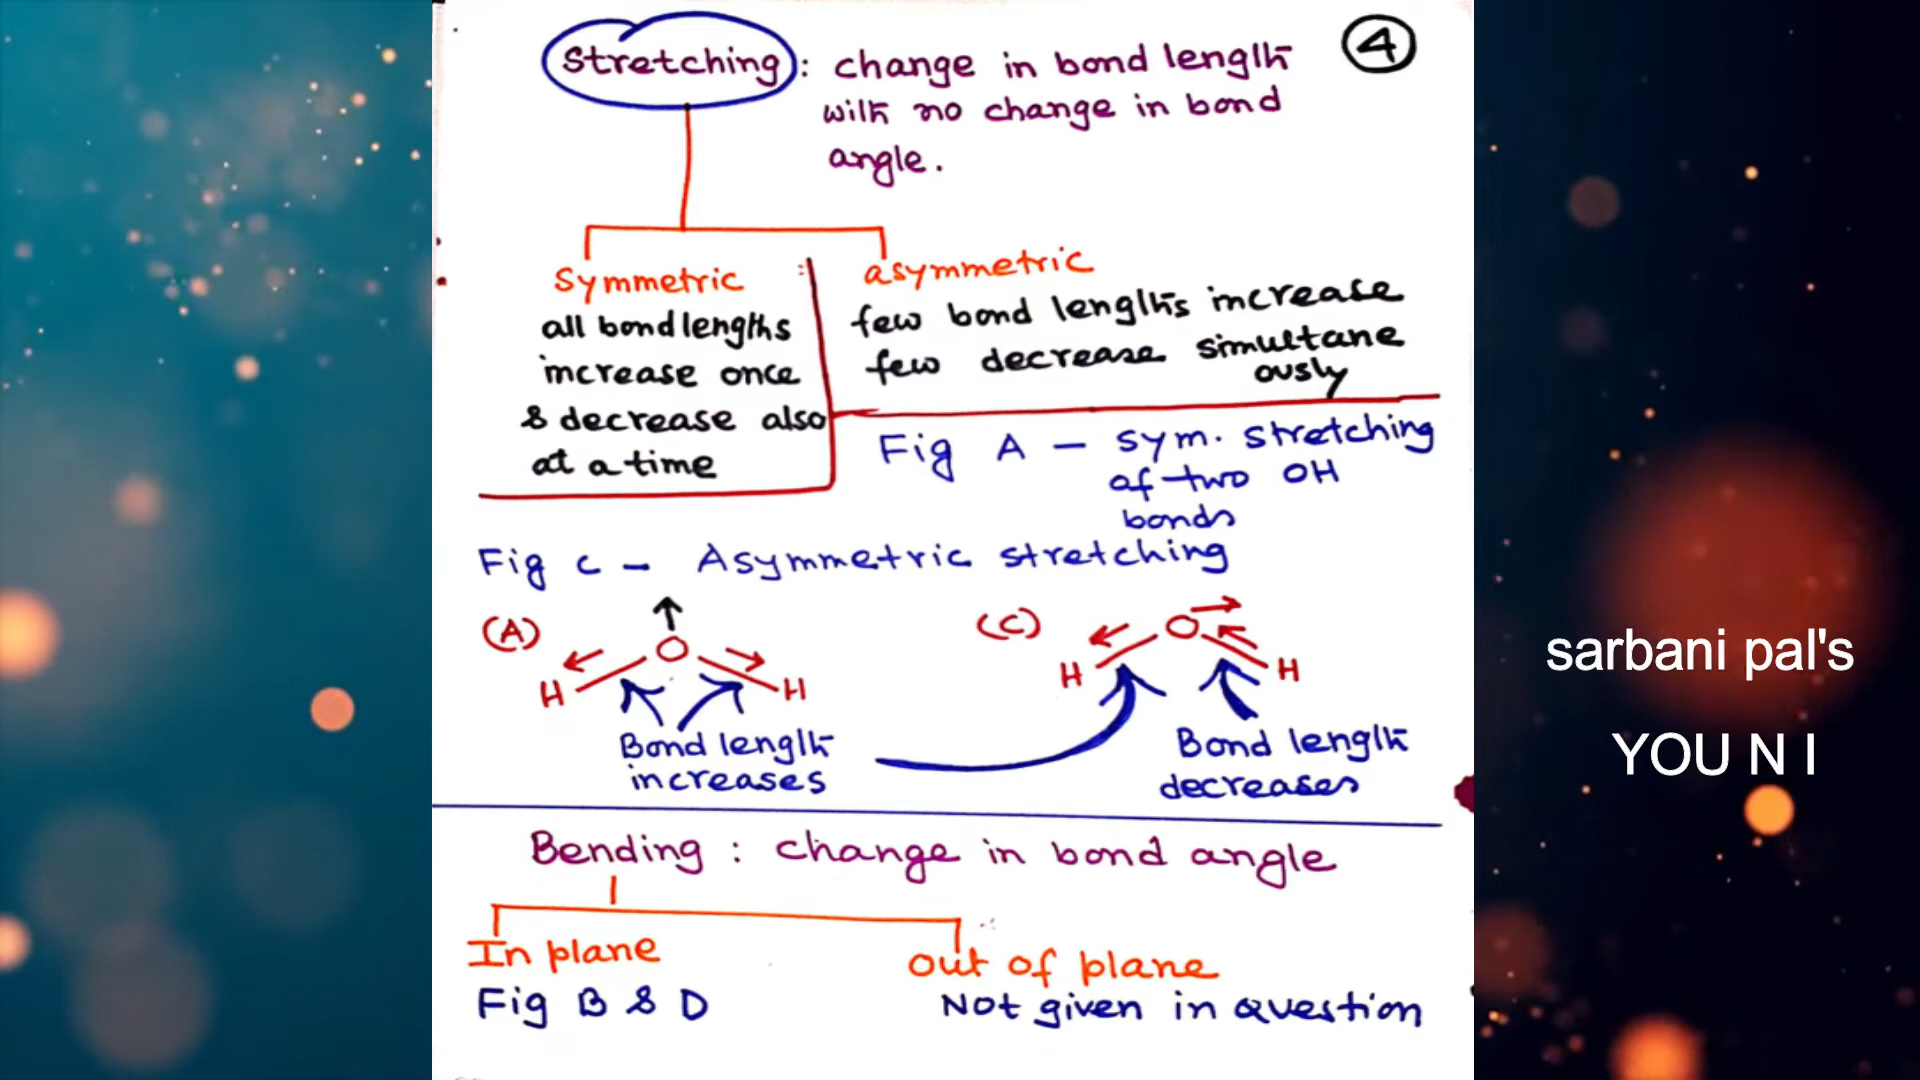 Stretching : change in bond length
with no change in bond
angle.
4
Symmetric
all bond lengths
increase once
& decrease also
at a time
asymmetric
few bond lengths increase
few decrease simultane
ously
Fig A - sym. stretching
of two OH
bonds
Fig c - Asymmetric stretching
(A)
O
H H
Bond length
increases
(C)
O
H H
Bond length
decreases
Bending : change in bond angle
In plane
Fig B & D
out of plane
Not given in question
sarbani pal's
YOU N I